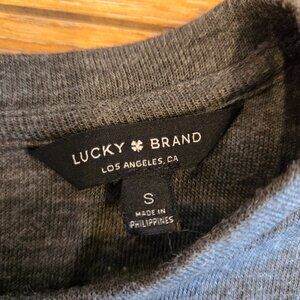 LUCKY BRAND
LOS ANGELES, CA
S
MADE IN
PHILIPPINES